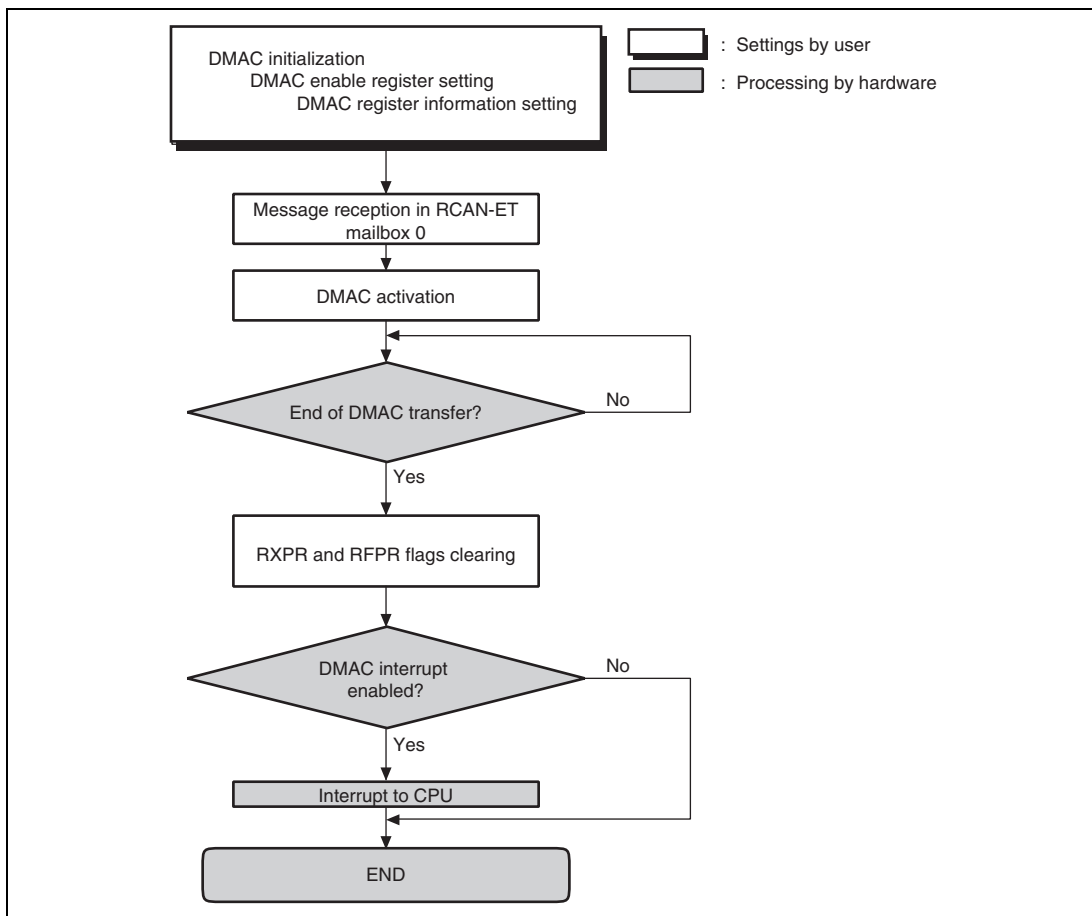 DMAC initialization
DMAC enable register setting
DMAC register information setting
: Settings by user
: Processing by hardware
Message reception in RCAN-ET
mailbox 0
DMAC activation
End of DMAC transfer?
No
Yes
RXPR and RFPR flags clearing
DMAC interrupt
enabled?
No
Yes
Interrupt to CPU
END